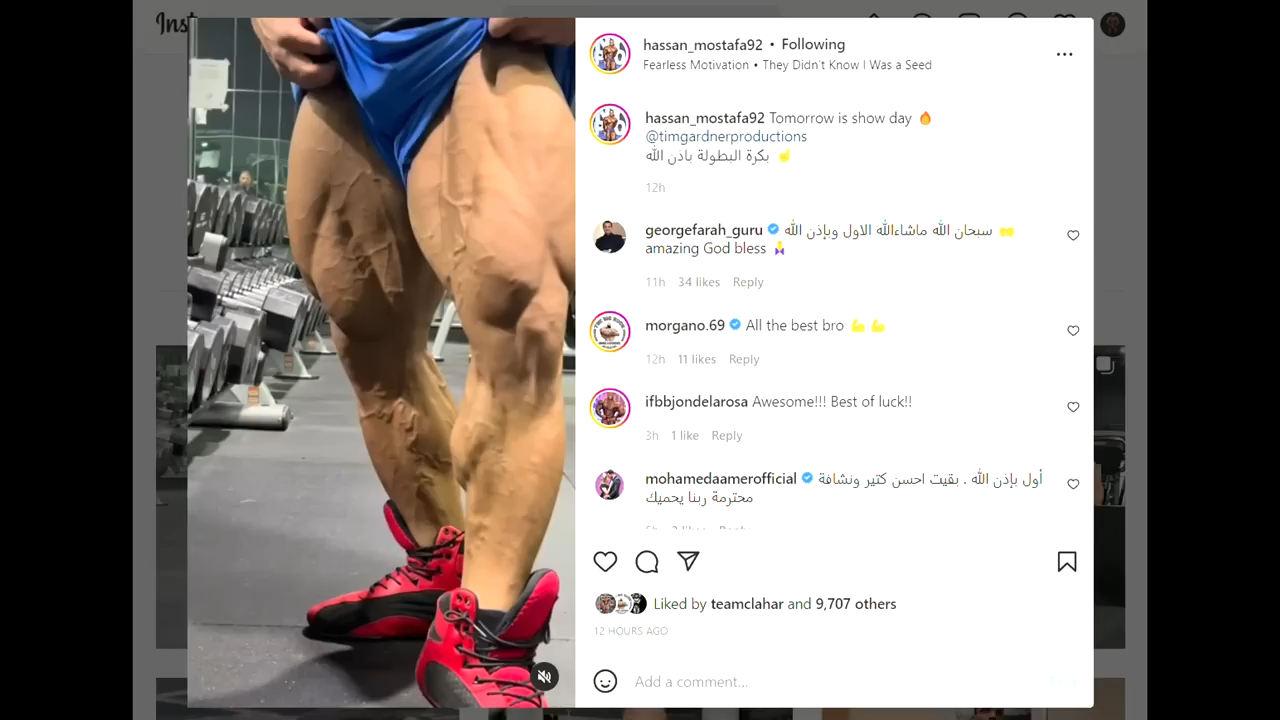 Inst
hassan_mostafa92 • Following
Fearless Motivation • They Didn't Know I Was a Seed
hassan_mostafa92 Tomorrow is show day 🔥
@timgardnerproductions
بكرة البطولة باذن الله ☝
12h
georgefarah_guru سبحان الله ماشاءالله الاول وبإذن الله 🙌
amazing God bless
11h 34 likes Reply
morgano.69 All the best bro 💪💪
12h 11 likes Reply
ifbbjondelarosa Awesome!!! Best of luck!!
3h 1 like Reply
mohamedaamerofficial أول بإذن الله . بقيت احسن كتير ونشافة
محترمة ربنا يحميك
Reply
Liked by teamclahar and 9,707 others
12 HOURS AGO
Add a comment...